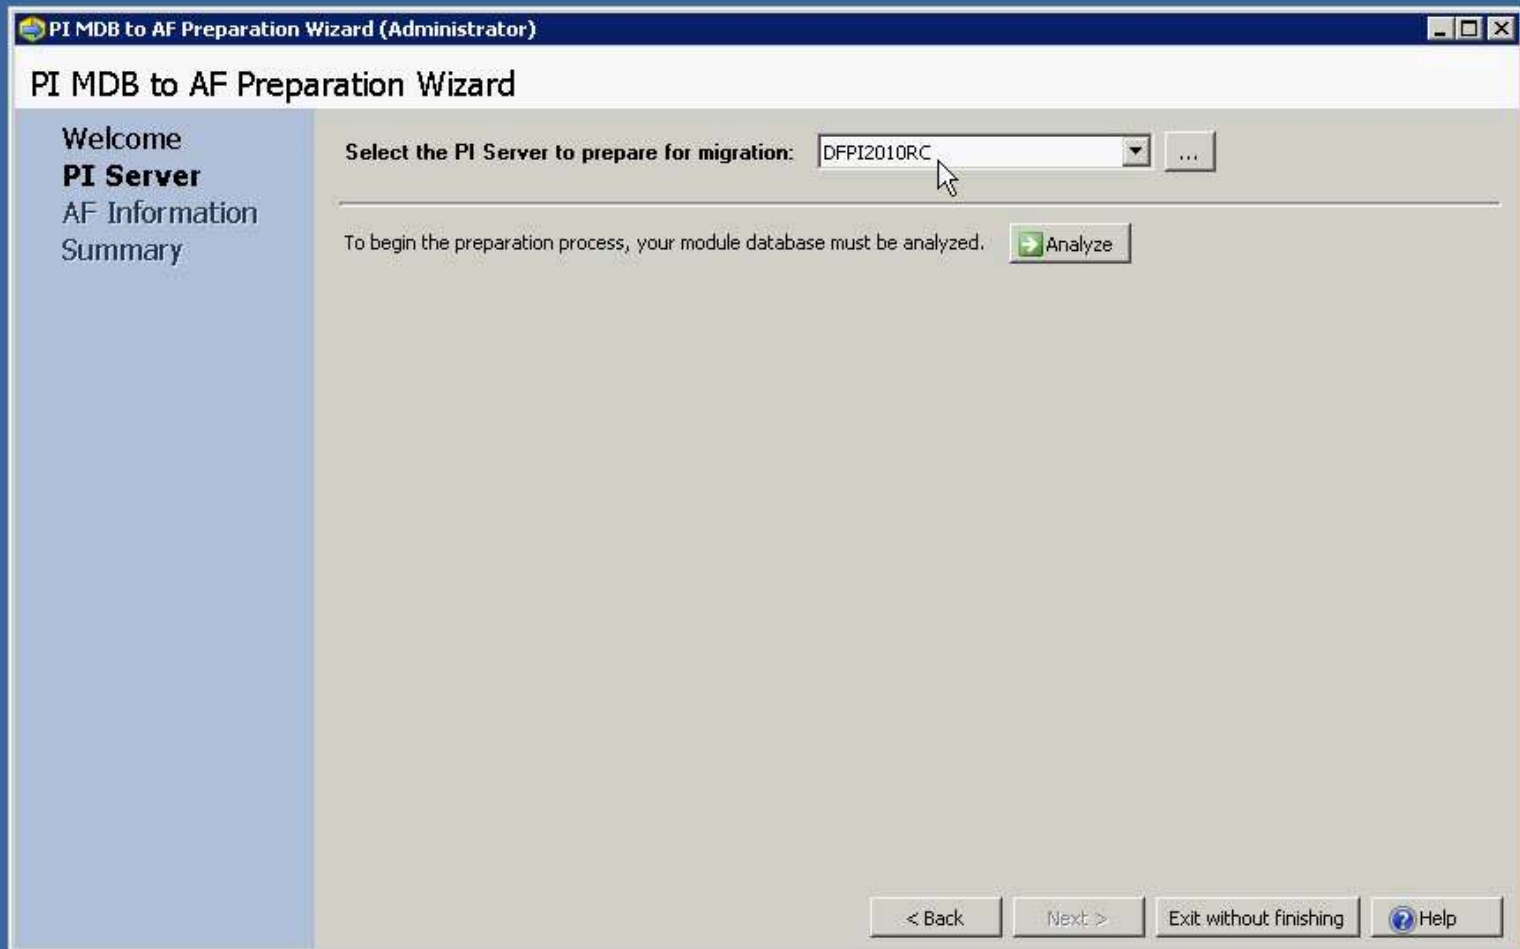 PI MDB to AF Preparation Wizard (Administrator)
PI MDB to AF Preparation Wizard
Welcome
PI Server
AF Information
Summary
Select the PI Server to prepare for migration: DFPI2010RC ...
To begin the preparation process, your module database must be analyzed. Analyze
< Back Next > Exit without finishing Help